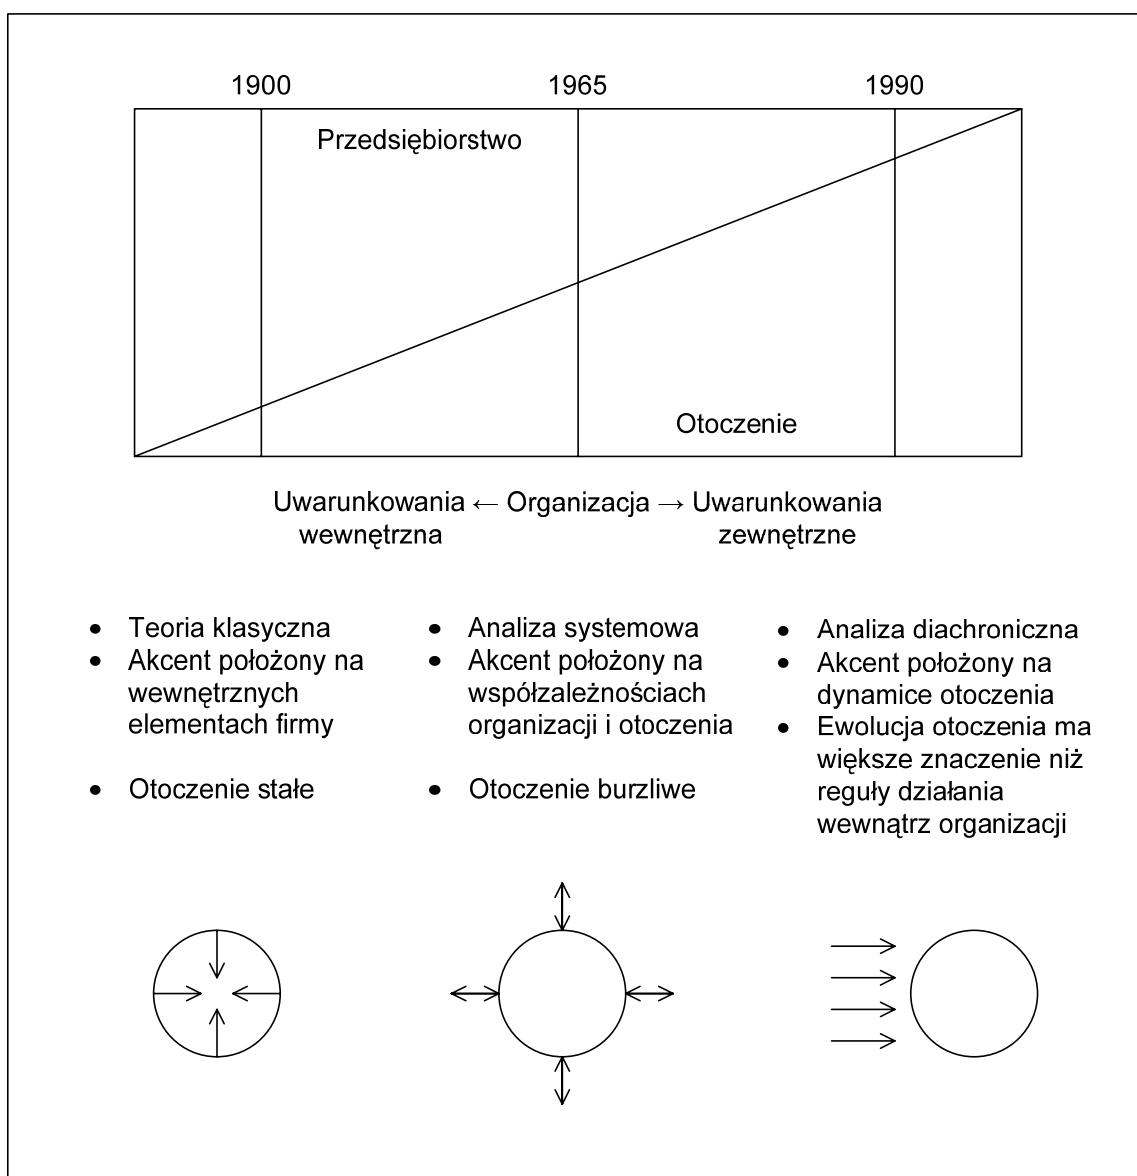 1900 1965 1990
Przedsiębiorstwo
Otoczenie
Uwarunkowania ← Organizacja → Uwarunkowania
wewnętrzna zewnętrzne
• Teoria klasyczna
• Akcent położony na
wewnętrznych
elementach firmy
• Otoczenie stałe
• Analiza systemowa
• Akcent położony na
współzależnościach
organizacji i otoczenia
• Otoczenie burzliwe
• Analiza diachroniczna
• Akcent położony na
dynamice otoczenia
• Ewolucja otoczenia ma
większe znaczenie niż
reguły działania
wewnątrz organizacji